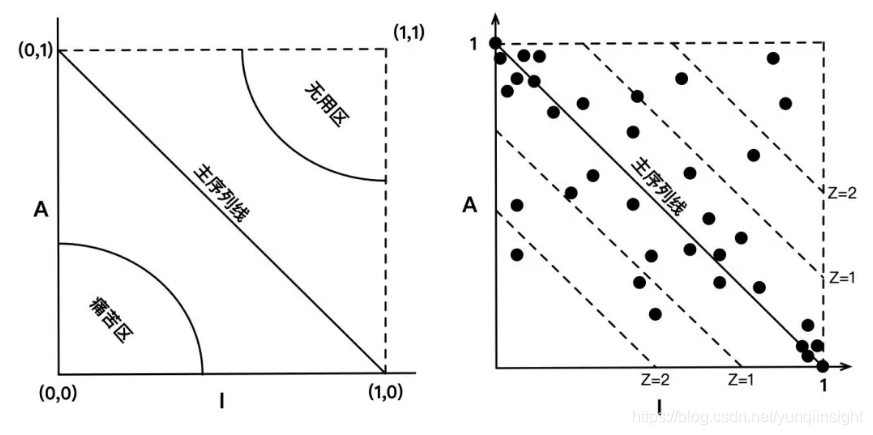 (0,1)
(1,1)
无用区
主序列线
A
痛苦区
(0,0)
I
(1,0)
1
主序列线
A
Z=2
Z=1
Z=2
Z=1
1
I
https://blog.csdn.net/yunqiinsight